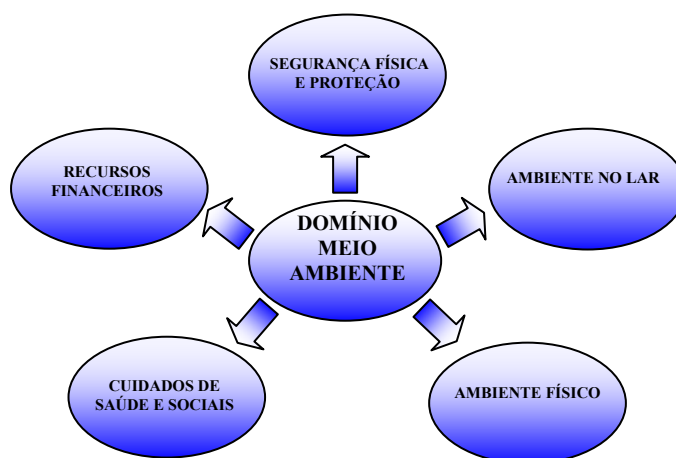 SEGURANÇA FÍSICA
E PROTEÇÃO
RECURSOS
FINANCEIROS
AMBIENTE NO LAR
DOMÍNIO
MEIO
AMBIENTE
CUIDADOS DE
SAÚDE E SOCIAIS
AMBIENTE FÍSICO